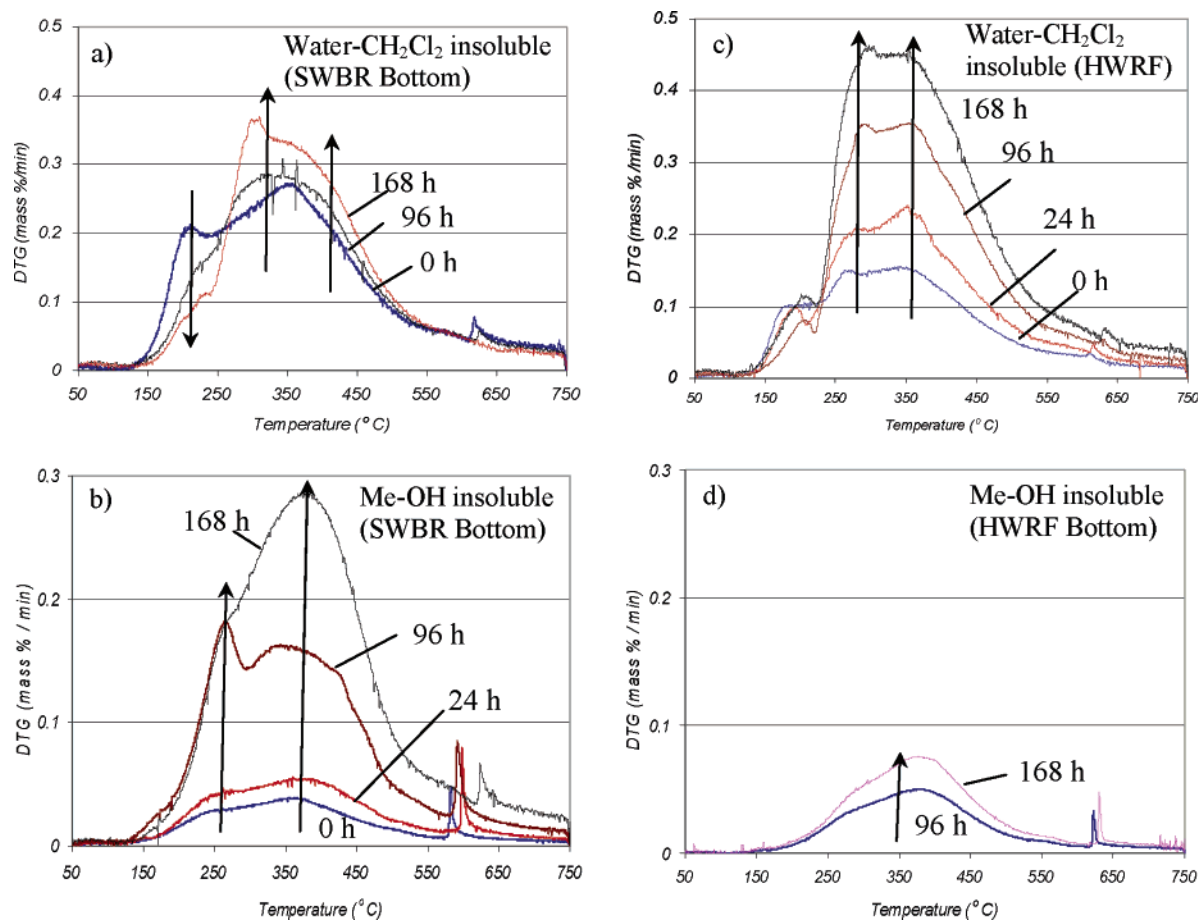 a)
Water-CH₂Cl₂ insoluble
(SWBR Bottom)
0.5
0.4
0.3
0.2
0.1
0
DTG (mass %/min)
168 h
96 h
0 h
50 150 250 350 450 550 650 750
Temperature (°C)
c)
Water-CH₂Cl₂
insoluble (HWRF)
0.5
0.4
0.3
0.2
0.1
0
DTG (mass %/min)
168 h
96 h
24 h
0 h
50 150 250 350 450 550 650 750
Temperature (°C)
b)
Me-OH insoluble
(SWBR Bottom)
0.3
0.2
0.1
0
DTG (mass % / min)
168 h
96 h
24 h
0 h
50 150 250 350 450 550 650 750
Temperature (°C)
d)
Me-OH insoluble
(HWRF Bottom)
0.3
0.2
0.1
0
DTG (mass % / min)
168 h
96 h
50 150 250 350 450 550 650 750
Temperature (°C)